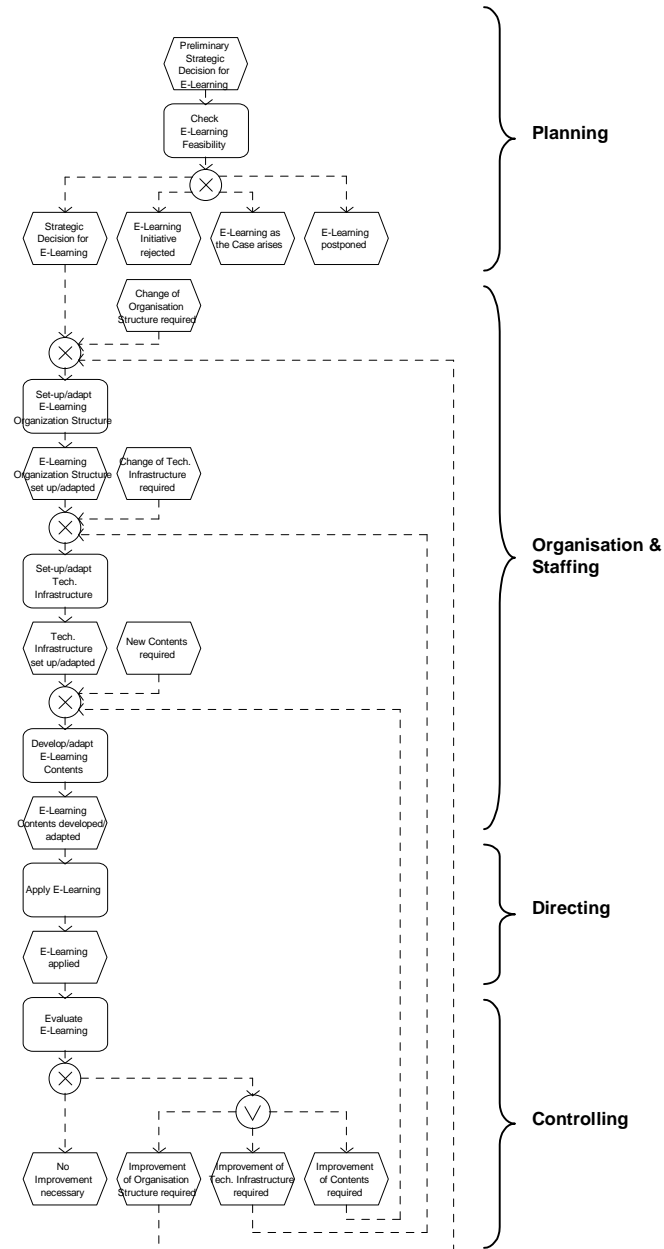 Preliminary
Strategic
Decision for
E-Learning
Check
E-Learning
Feasibility
Planning
Strategic
Decision for
E-Learning
E-Learning
Initiative
rejected
E-Learning as
the Case arises
E-Learning
postponed
Change of
Organisation
Structure required
Set-up/adapt
E-Learning
Organization Structure
E-Learning
Organization Structure
set up/adapted
Change of Tech.
Infrastructure
required
Organisation &
Staffing
Set-up/adapt
Tech.
Infrastructure
Tech.
Infrastructure
set up/adapted
New Contents
required
Develop/adapt
E-Learning
Contents
E-Learning
Contents developed/
adapted
Apply E-Learning
Directing
E-Learning
applied
Evaluate
E-Learning
Controlling
No
Improvement
necessary
Improvement
of Organisation
Structure required
Improvement of
Tech. Infrastructure
required
Improvement
of Contents
required